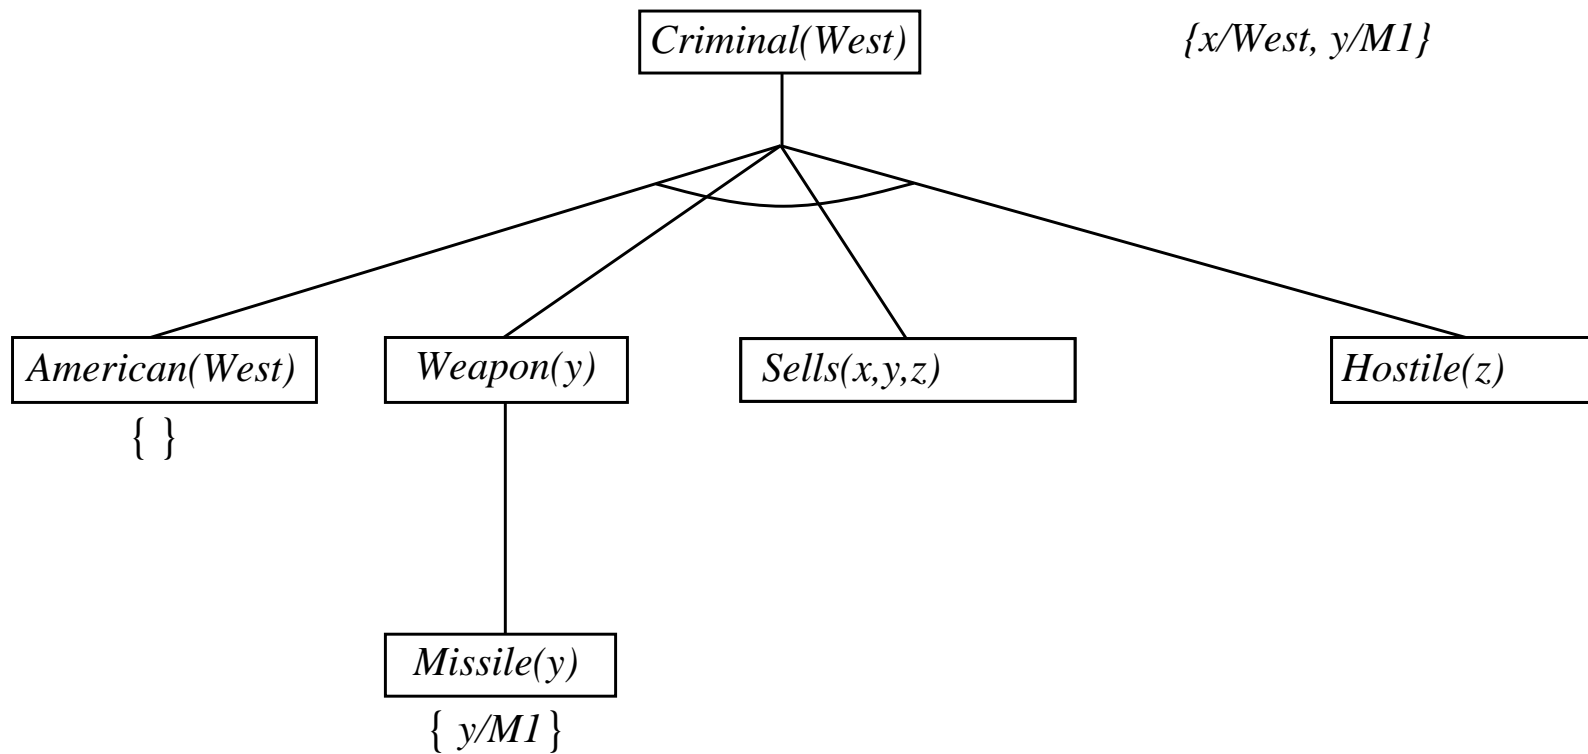 Criminal(West)
{x/West, y/M1}
American(West)
Weapon(y)
Sells(x,y,z)
Hostile(z)
{ }
Missile(y)
{ y/M1 }